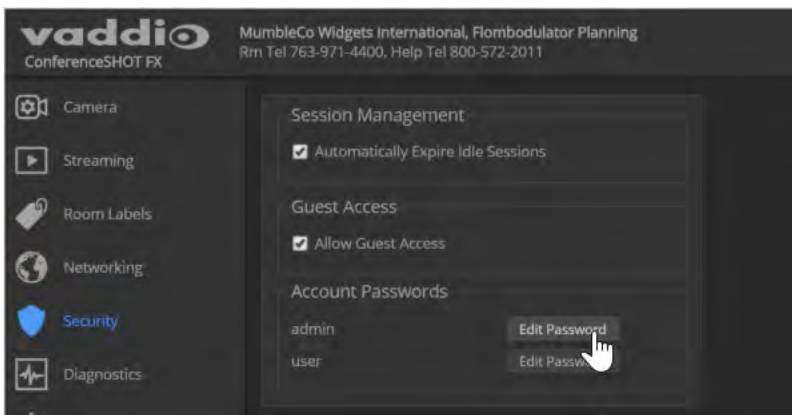 vaddio
ConferenceSHOT FX
MumbleCo Widgets International, Flombodulator Planning
Rm Tel 763-971-4400, Help Tel 800-572-2011
Camera
Streaming
Room Labels
Networking
Security
Diagnostics
Session Management
Automatically Expire Idle Sessions
Guest Access
Allow Guest Access
Account Passwords
admin Edit Password
user Edit